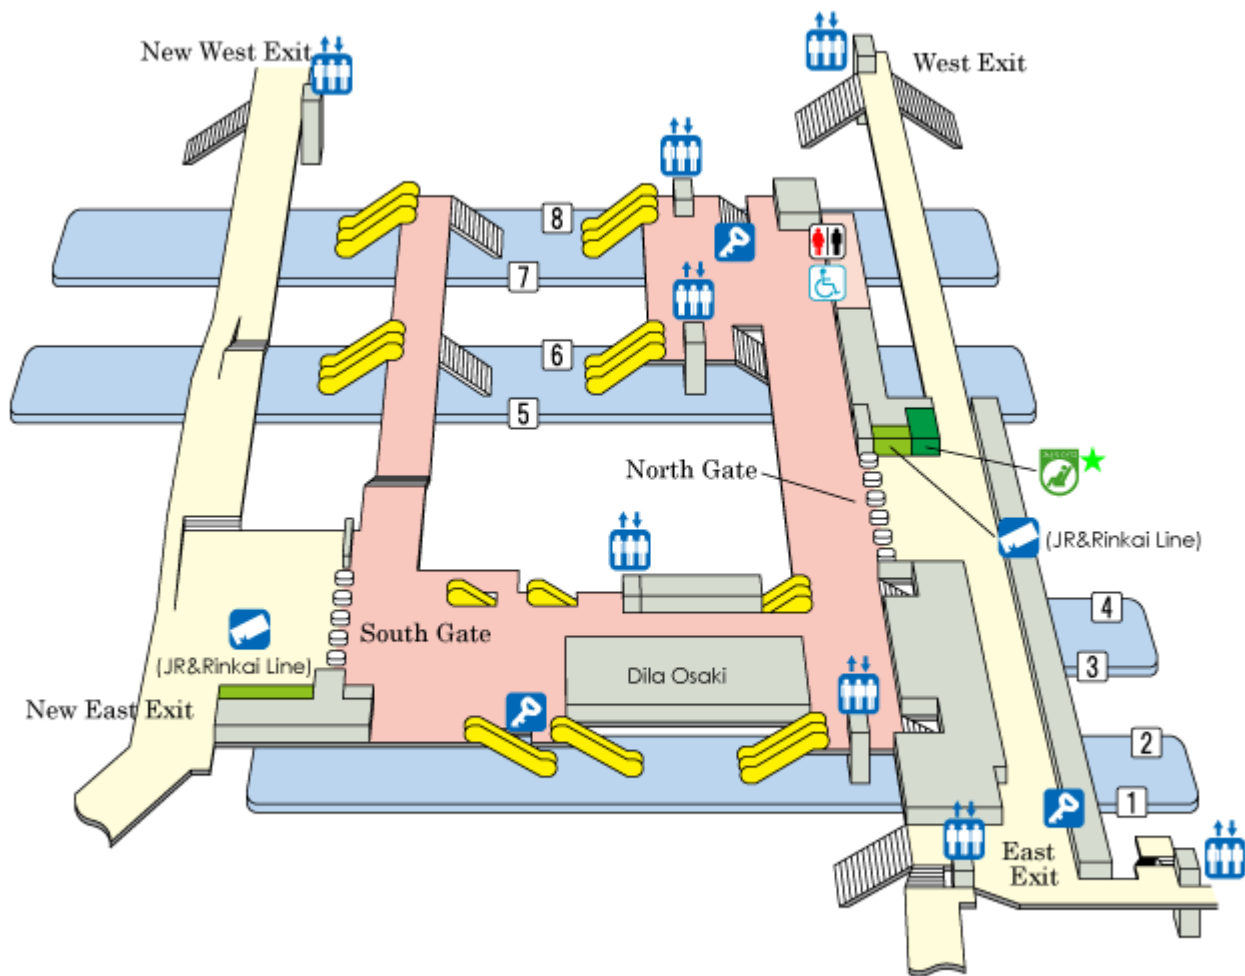 New West Exit
West Exit
8
7
6
5
North Gate
(JR&Rinkai Line)
4
3
South Gate
(JR&Rinkai Line)
Dila Osaki
New East Exit
2
1
East
Exit